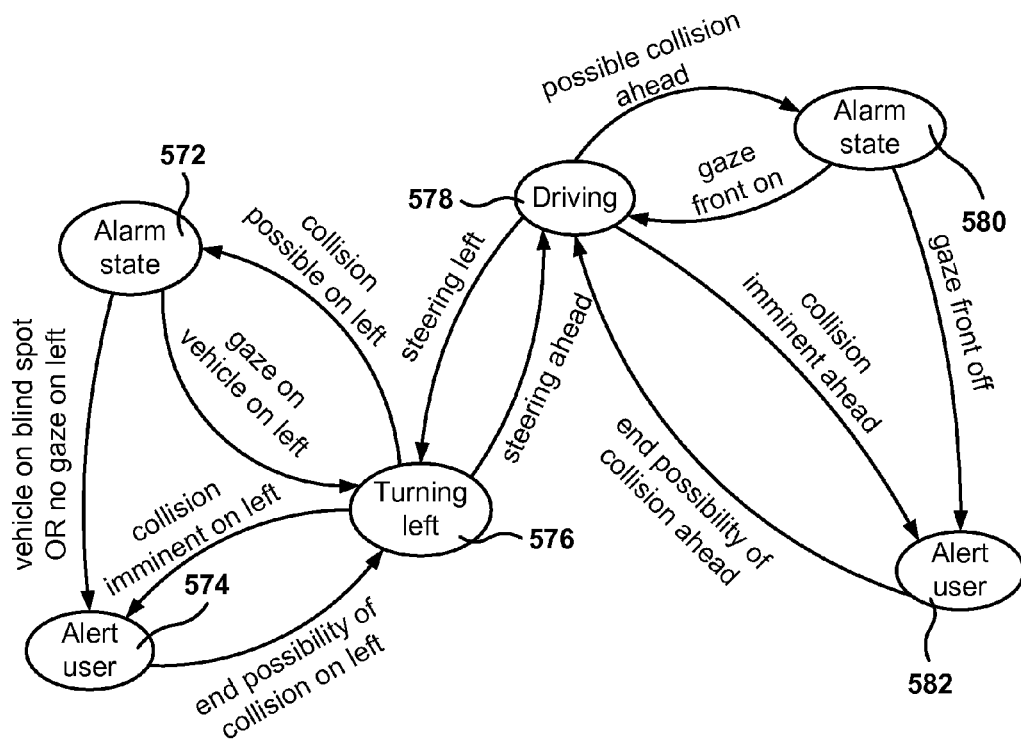 possible collision
ahead
Alarm
state
580
572
gaze
front on
578
Driving
Alarm
state
collision
possible on left
steering left
steering ahead
collision
imminent ahead
gaze front off
gaze on
vehicle on left
vehicle on blind spot
OR no gaze on left
end possibility of
collision ahead
Turning
left
576
collision
imminent on left
574
Alert
user
end possibility of
collision on left
Alert
user
582